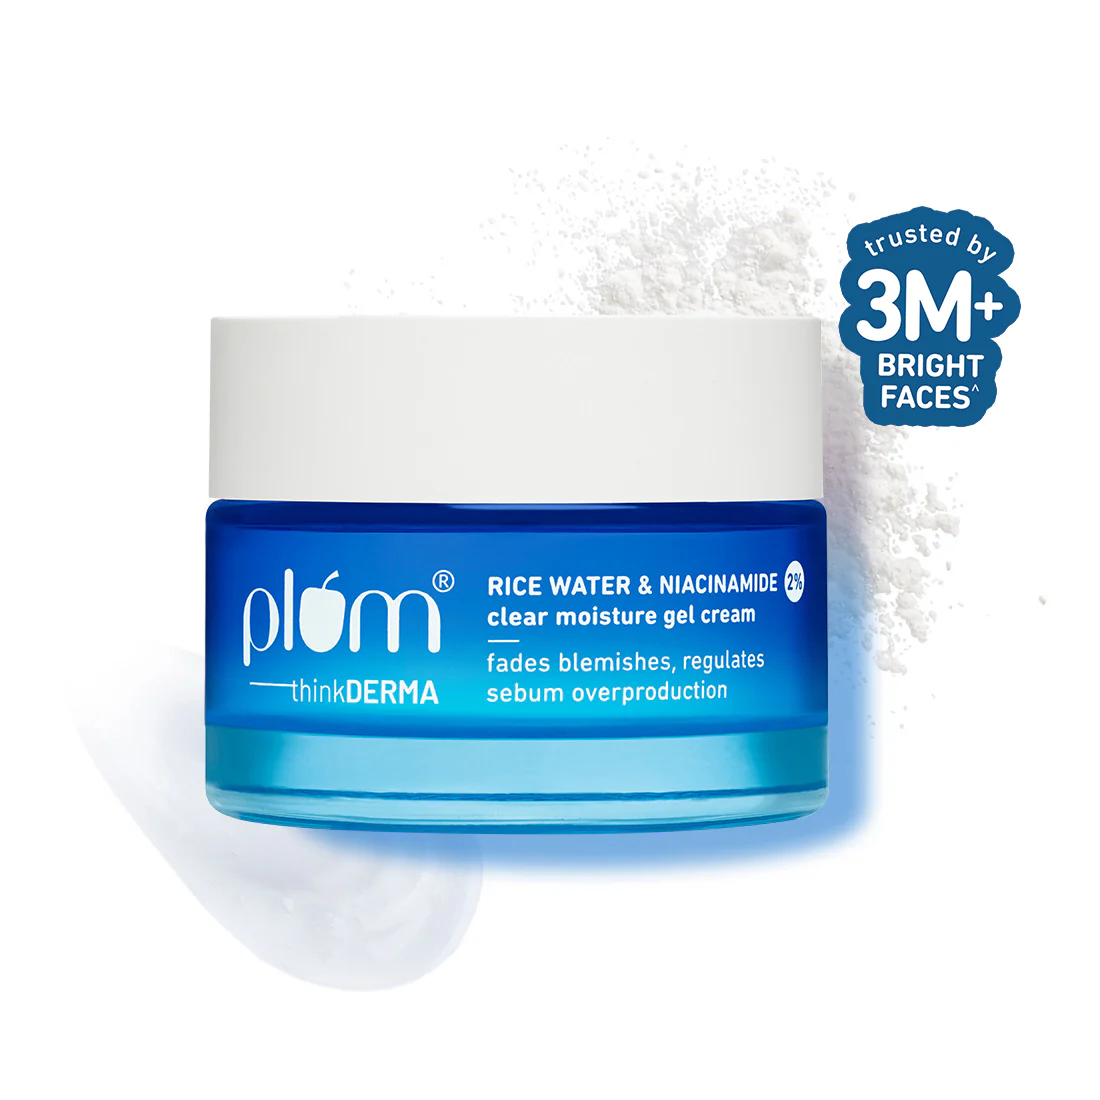 trusted by
3M+
BRIGHT
FACES^
plum®
thinkDERMA
RICE WATER & NIACINAMIDE 2%
clear moisture gel cream
fades blemishes, regulates
sebum overproduction